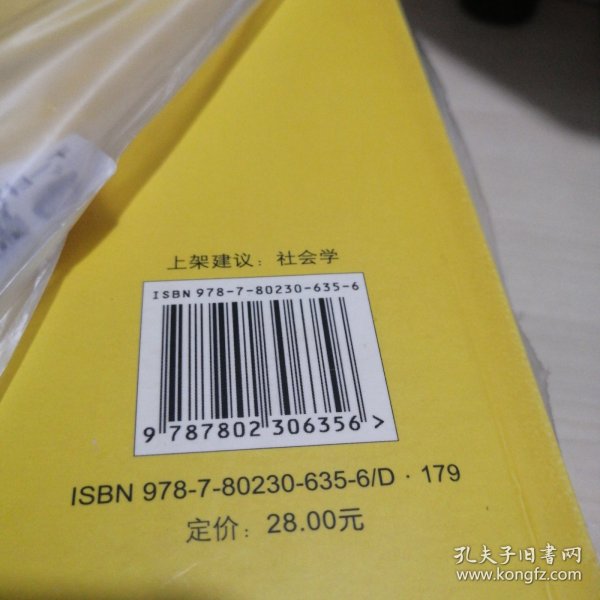 上架建议：社会学
ISBN 978-7-80230-635-6
9 787802 306356 >
ISBN 978-7-80230-635-6/D · 179
定价：28.00元
孔夫子旧书网
www.kongfz.com